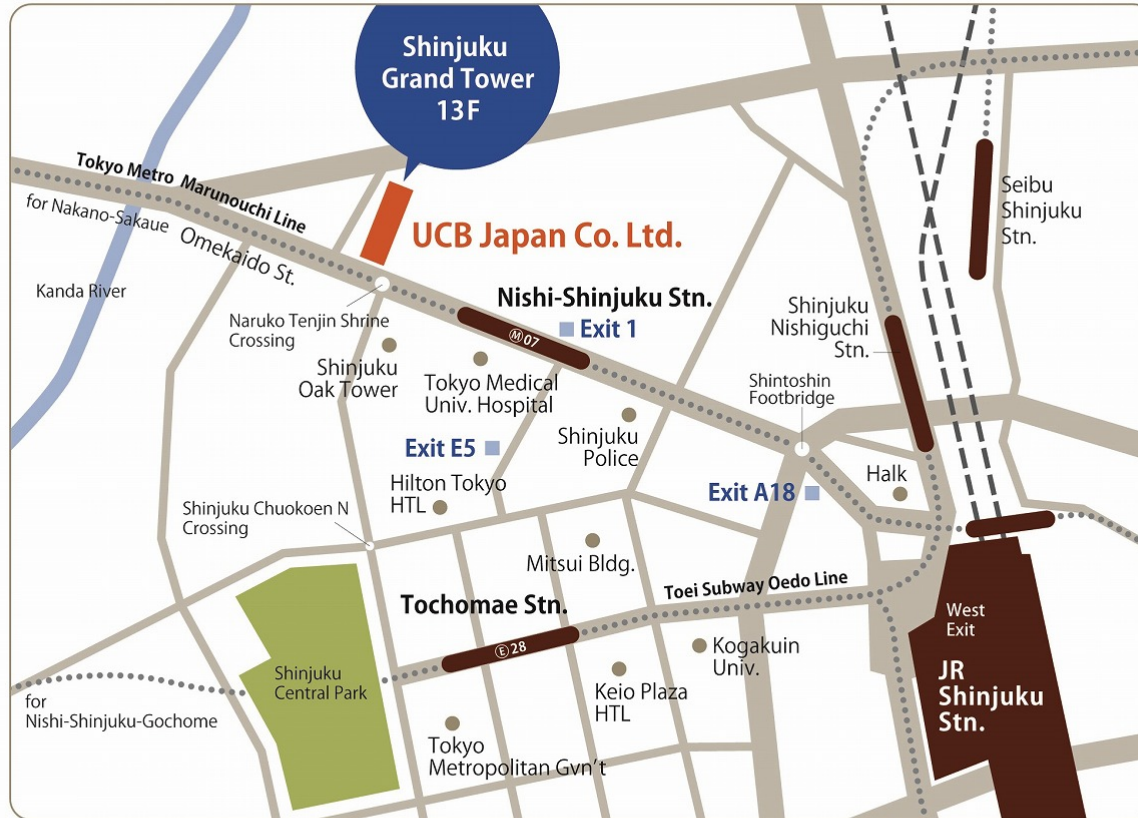 Shinjuku
Grand Tower
13F
Tokyo Metro Marunouchi Line
for Nakano-Sakaue
Omekaido St.
UCB Japan Co. Ltd.
Seibu
Shinjuku
Stn.
Kanda River
Nishi-Shinjuku Stn.
Exit 1
M07
Naruko Tenjin Shrine
Crossing
Shinjuku
Nishiguchi
Stn.
Shinjuku
Oak Tower
Tokyo Medical
Univ. Hospital
Shintoshin
Footbridge
Shinjuku
Police
Exit E5
Hilton Tokyo
HTL
Exit A18
Halk
Shinjuku Chuokoen N
Crossing
Mitsui Bldg.
Toei Subway Oedo Line
Tochomae Stn.
E28
West
Exit
JR
Shinjuku
Stn.
Kogakuin
Univ.
Shinjuku
Central Park
Keio Plaza
HTL
for
Nishi-Shinjuku-Gochome
Tokyo
Metropolitan Gvn't